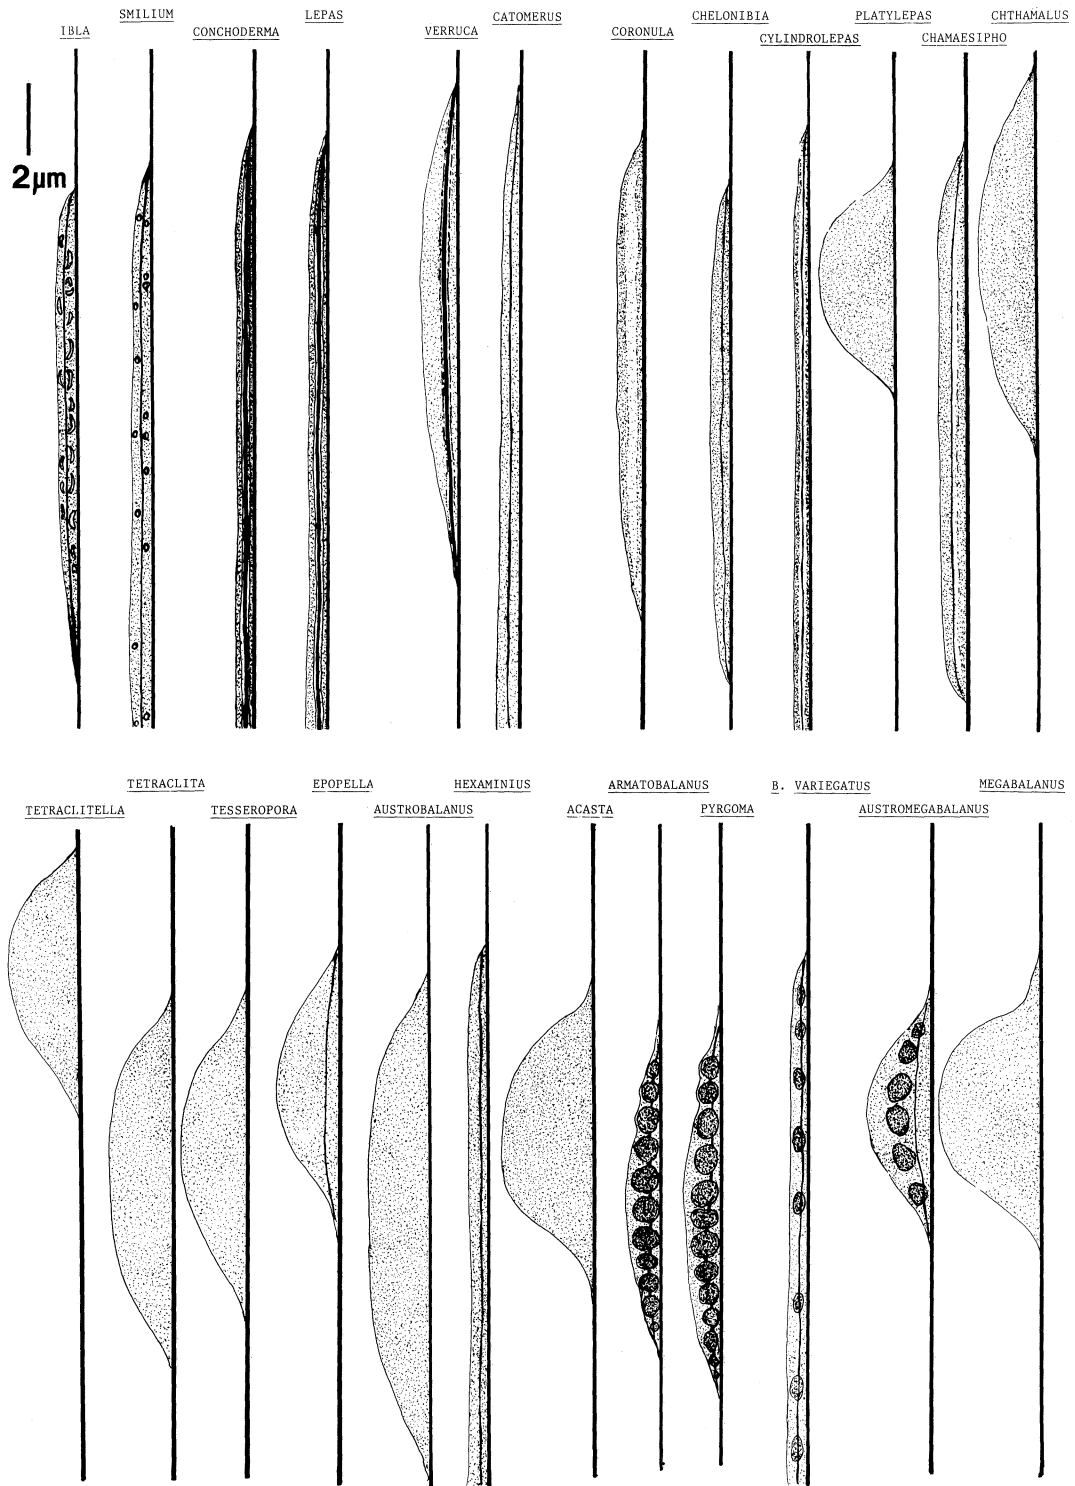 SMILIUM LEPAS CATOMERUS CHELONIBIA PLATYLEPAS CHTHAMALUS
IBLA CONCHODERMA VERRUCA CORONULA CYLINDROLEPAS CHAMAESIPHO
2μm
TETRACLITA EPOPELLA HEXAMINIUS ARMATOBALANUS B. VARIEGATUS MEGABALANUS
TETRACLITELLA TESSEROPORA AUSTROBALANUS ACASTA PYRGOMA AUSTROMEGABALANUS